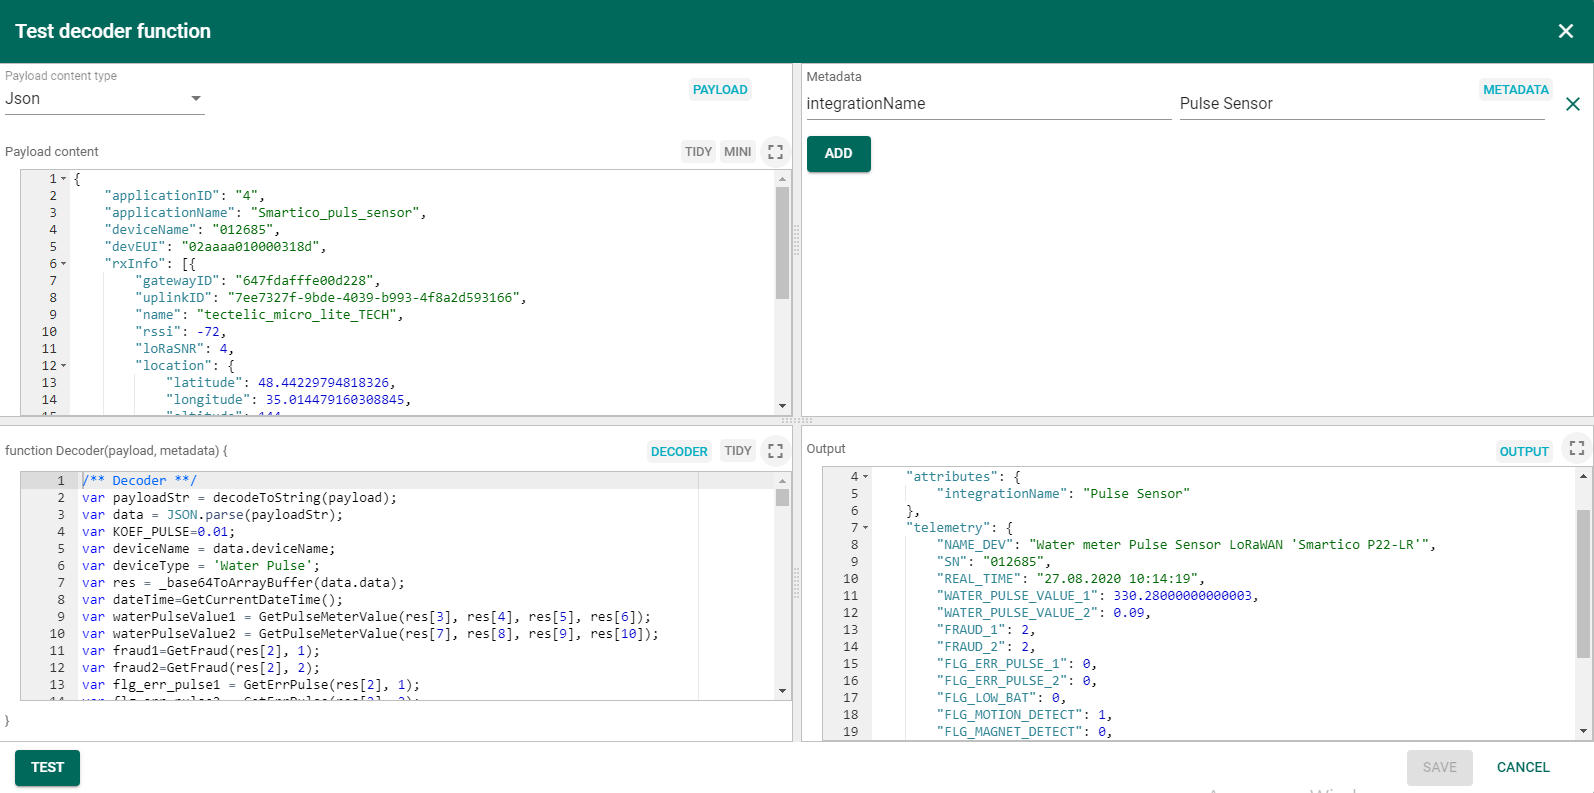 Test decoder function
Payload content type
Json
PAYLOAD
Payload content
TIDY MINI
1 {
2 "applicationID": "4",
3 "applicationName": "Smartico_puls_sensor",
4 "deviceName": "012685",
5 "devEUI": "02aaaa010000318d",
6 "rxInfo": [{
7 "gatewayID": "647fdafffe00d228",
8 "uplinkID": "7ee7327f-9bde-4039-b993-4f8a2d593166",
9 "name": "tectelic_micro_lite_TECH",
10 "rssi": -72,
11 "loRaSNR": 4,
12 "location": {
13 "latitude": 48.44229794818326,
14 "longitude": 35.014479160308845,
Metadata
METADATA
integrationName Pulse Sensor
ADD
function Decoder(payload, metadata) {
DECODER TIDY
1 /** Decoder **/
2 var payloadStr = decodeToString(payload);
3 var data = JSON.parse(payloadStr);
4 var KOEF_PULSE=0.01;
5 var deviceName = data.deviceName;
6 var deviceType = 'Water Pulse';
7 var res = _base64ToArrayBuffer(data.data);
8 var dateTime=GetCurrentDateTime();
9 var waterPulseValue1 = GetPulseMeterValue(res[3], res[4], res[5], res[6]);
10 var waterPulseValue2 = GetPulseMeterValue(res[7], res[8], res[9], res[10]);
11 var fraud1=GetFraud(res[2], 1);
12 var fraud2=GetFraud(res[2], 2);
13 var flg_err_pulse1 = GetErrPulse(res[2], 1);
}
Output
OUTPUT
4 "attributes": {
5 "integrationName": "Pulse Sensor"
6 },
7 "telemetry": {
8 "NAME_DEV": "Water meter Pulse Sensor LoRaWAN 'Smartico P22-LR'",
9 "SN": "012685",
10 "REAL_TIME": "27.08.2020 10:14:19",
11 "WATER_PULSE_VALUE_1": 330.28000000000003,
12 "WATER_PULSE_VALUE_2": 0.09,
13 "FRAUD_1": 2,
14 "FRAUD_2": 2,
15 "FLG_ERR_PULSE_1": 0,
16 "FLG_ERR_PULSE_2": 0,
17 "FLG_LOW_BAT": 0,
18 "FLG_MOTION_DETECT": 1,
19 "FLG_MAGNET_DETECT": 0,
TEST
SAVE CANCEL